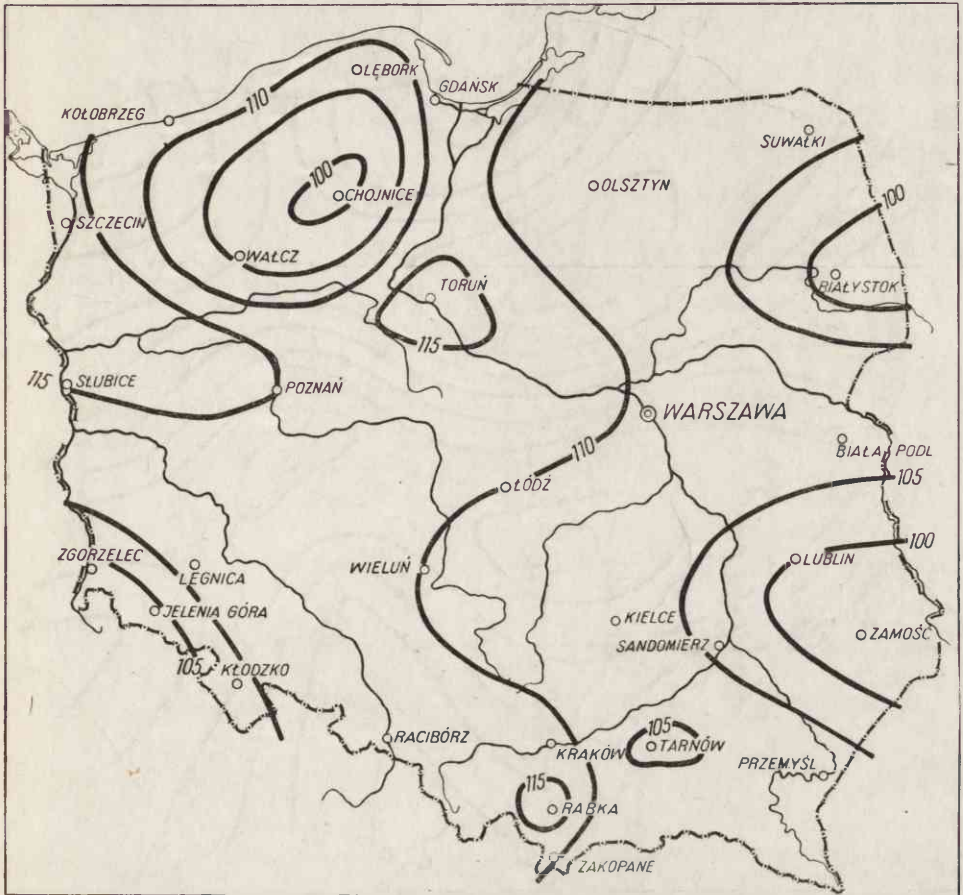 LĘBORK
GDAŃSK
110
KOŁOBRZEG
SUWAŁKI
100
CHOJNICE
OLSZTYN
100
SZCZECIN
WAŁCZ
TORUŃ
BIAŁYSTOK
115
115
SŁUBICE
POZNAŃ
WARSZAWA
110
BIAŁA PODL
105
ŁÓDŹ
100
ZGORZELEC
LEGNICA
WIELUŃ
LUBLIN
JELENIA GÓRA
KIELCE
ZAMOŚĆ
SANDOMIERZ
105
KŁODZKO
RACIBÓRZ
105
TARNÓW
KRAKÓW
PRZEMYŚL
115
RABKA
ZAKOPANE